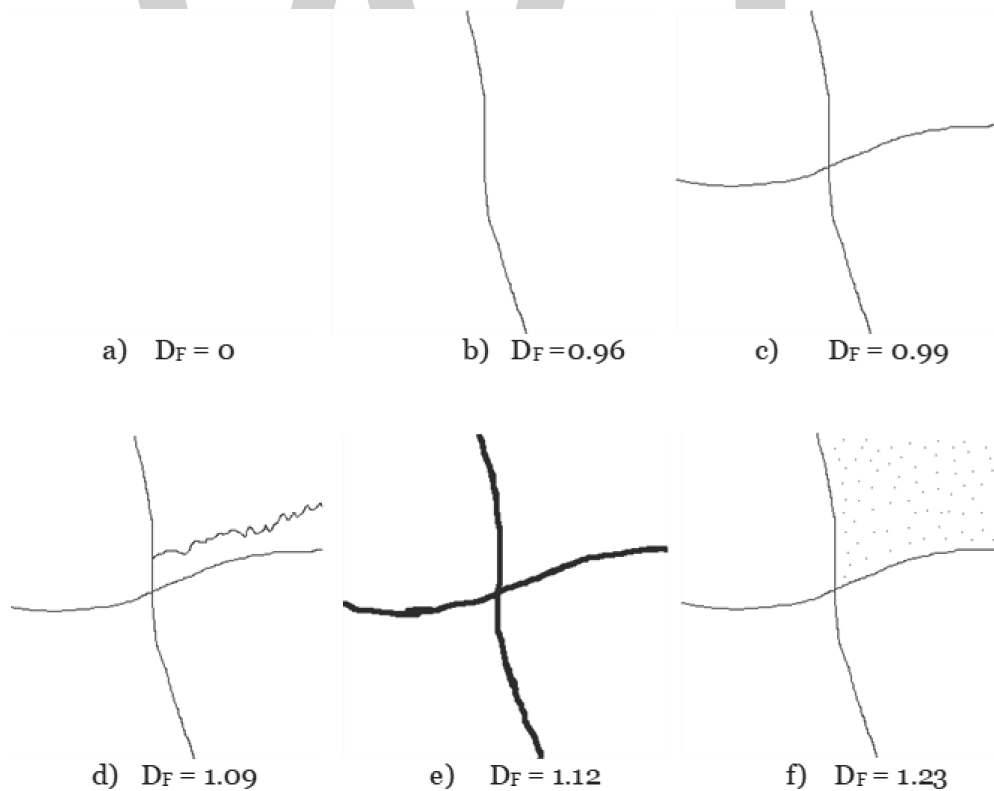 a) DF = 0
b) DF =0.96
c) DF = 0.99
d) DF = 1.09
e) DF = 1.12
f) DF = 1.23